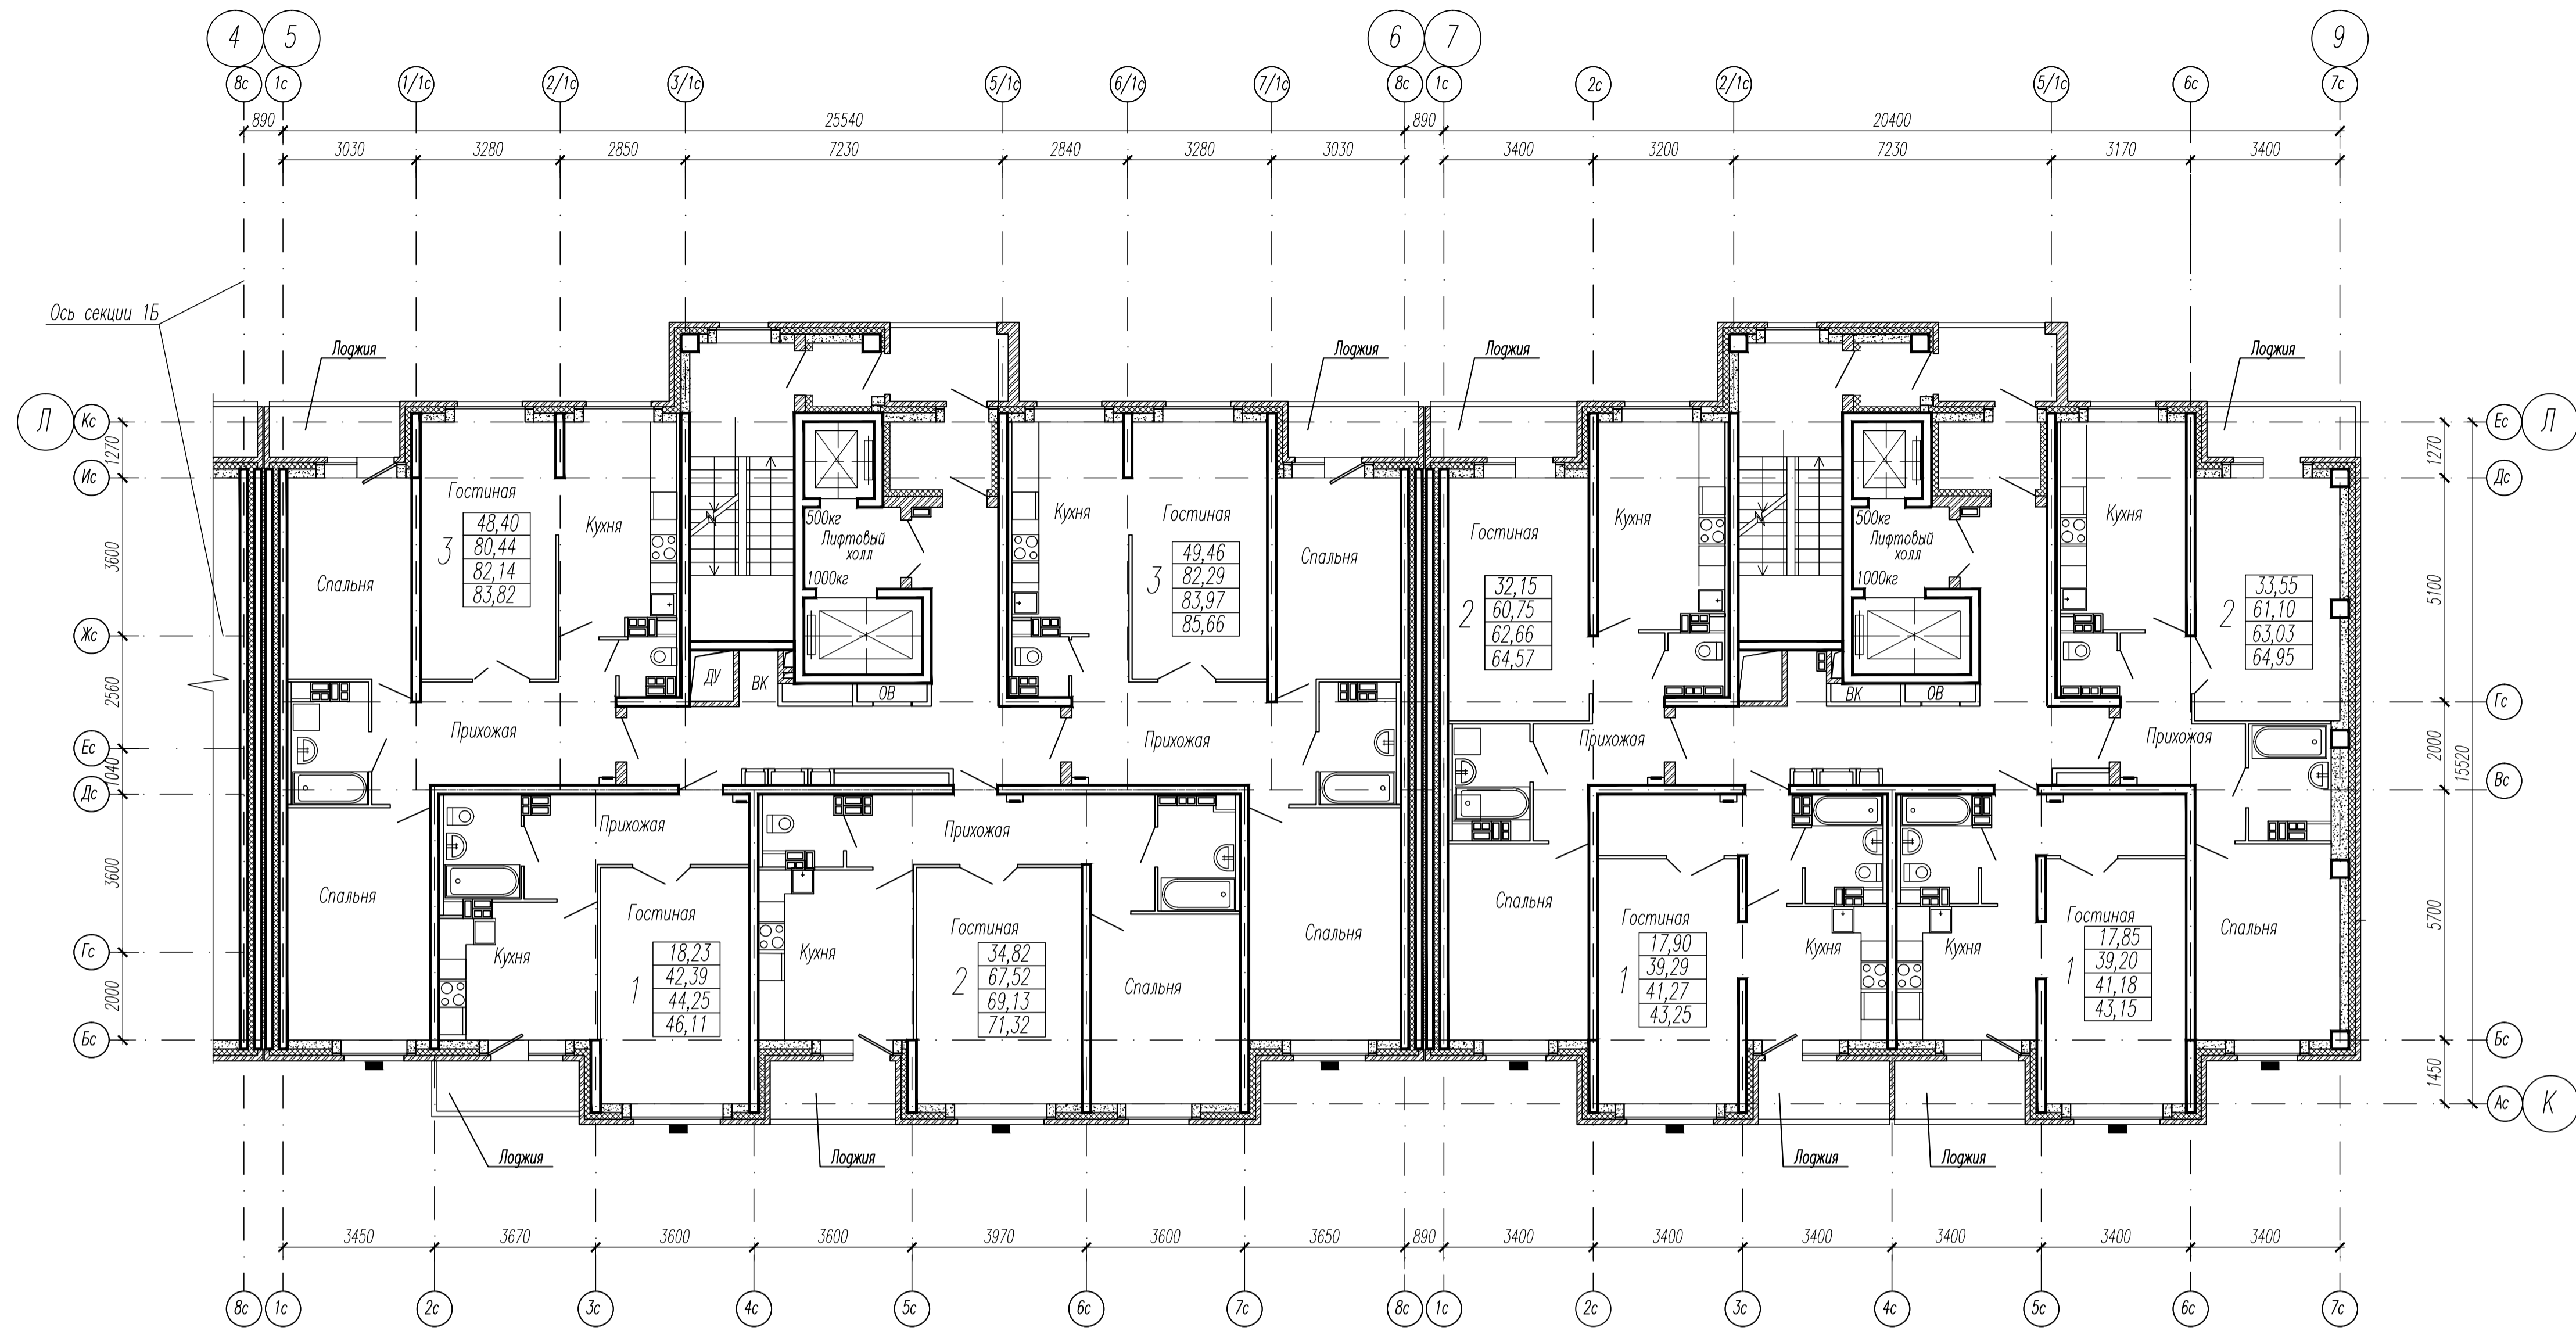 4 5 6 7 9
8с 1с 1/1с 2/1с 3/1с 5/1с 6/1с 7/1с 8с 1с 2с 2/1с 5/1с 6с 7с
890 25540 890 20400
3030 3280 2850 7230 2840 3280 3030 3400 3200 7230 3170 3400
Ось секции 1Б
Лоджия
Лоджия
Лоджия
Лоджия
Л Кс
Ес Л
1270
1270
Ис
Дс
3600
5100
Жс
2560
Гс
Ес
2000
15520
1040
Дс
Вс
3600
5700
Гс
2000
Бс
Бс
1450
Ас К
Гостиная
3
48,40
80,44
82,14
83,82
Кухня
Спальня
Прихожая
500кг
Лифтовый
холл
1000кг
ДУ
ВК
ОВ
Кухня
Гостиная
3
49,46
82,29
83,97
85,66
Спальня
Прихожая
Гостиная
2
32,15
60,75
62,66
64,57
Кухня
Прихожая
500кг
Лифтовый
холл
1000кг
ВК
ОВ
Кухня
2
33,55
61,10
63,03
64,95
Прихожая
Спальня
Прихожая
Гостиная
1
18,23
42,39
44,25
46,11
Кухня
Прихожая
Кухня
Гостиная
2
34,82
67,52
69,13
71,32
Спальня
Спальня
Спальня
Гостиная
1
17,90
39,29
41,27
43,25
Кухня
Кухня
Гостиная
1
17,85
39,20
41,18
43,15
Спальня
Лоджия
Лоджия
Лоджия
Лоджия
3450 3670 3600 3600 3970 3600 3650 890 3400 3400 3400 3400 3400 3400
8с 1с 2с 3с 4с 5с 6с 7с 8с 1с 2с 3с 4с 5с 6с 7с